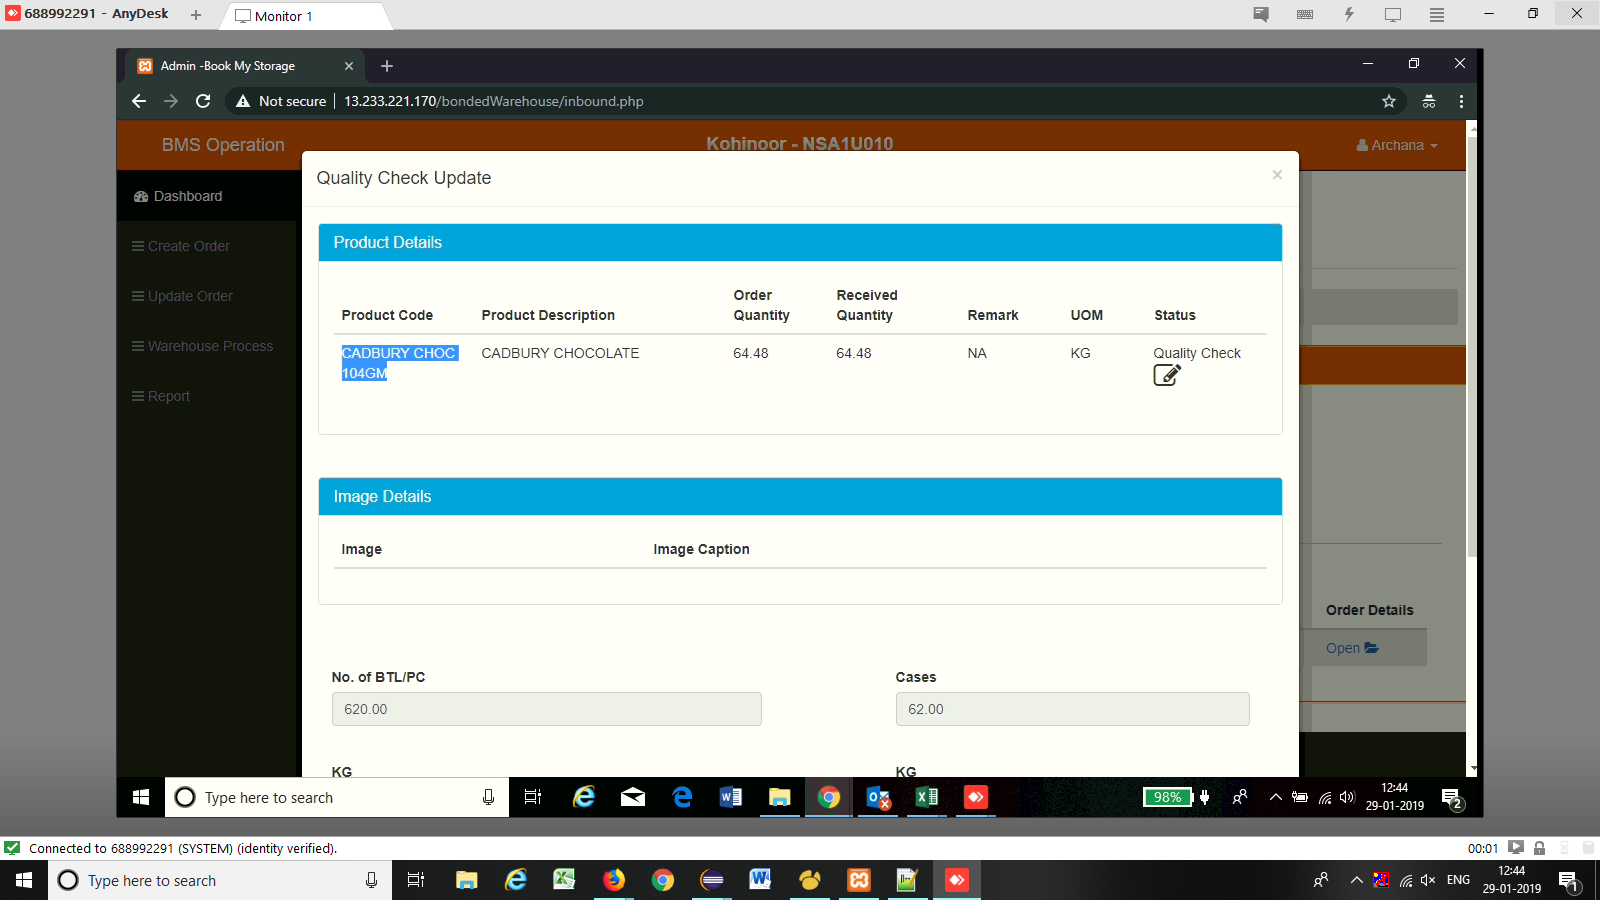 688992291 - AnyDesk
Monitor 1
Admin -Book My Storage
Not secure
13.233.221.170/bondedWarehouse/inbound.php
BMS Operation
Kohinoor - NSA1U010
Archana
Quality Check Update
Dashboard
Create Order
Update Order
Warehouse Process
Report
Product Details
Product Code
Product Description
Order Quantity
Received Quantity
Remark
UOM
Status
CADBURY CHOC 104GM
CADBURY CHOCOLATE
64.48
64.48
NA
KG
Quality Check
Image Details
Image
Image Caption
Order Details
Open
No. of BTL/PC
Cases
620.00
62.00
KG
KG
Type here to search
98%
12:44
29-01-2019
2
Connected to 688992291 (SYSTEM) (identity verified).
00:01
Type here to search
ENG
12:44
29-01-2019
1